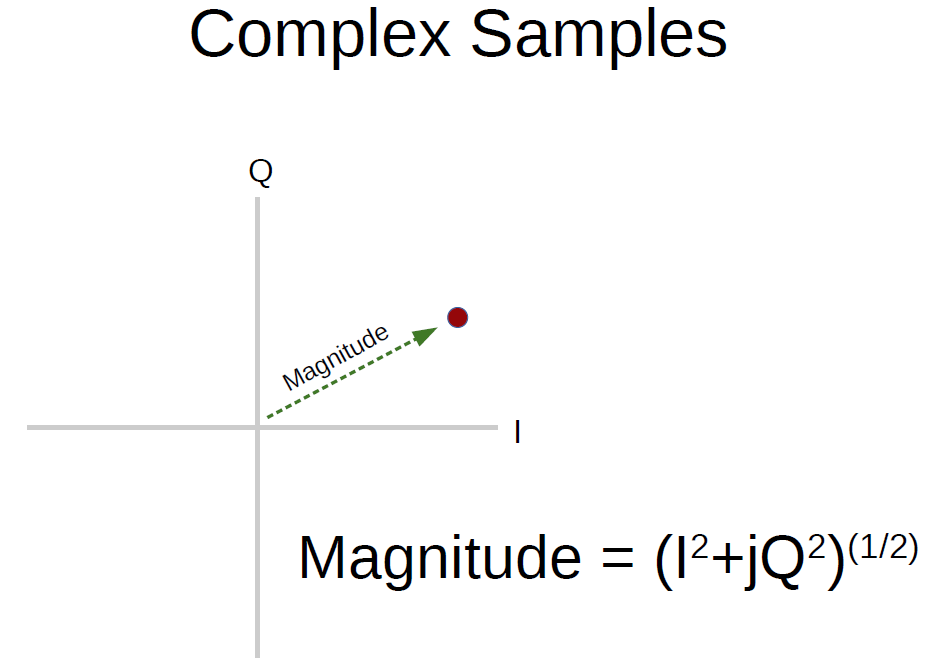 Complex Samples
Q
Magnitude
I
Magnitude = (I²+jQ²)⁽¹/²⁾